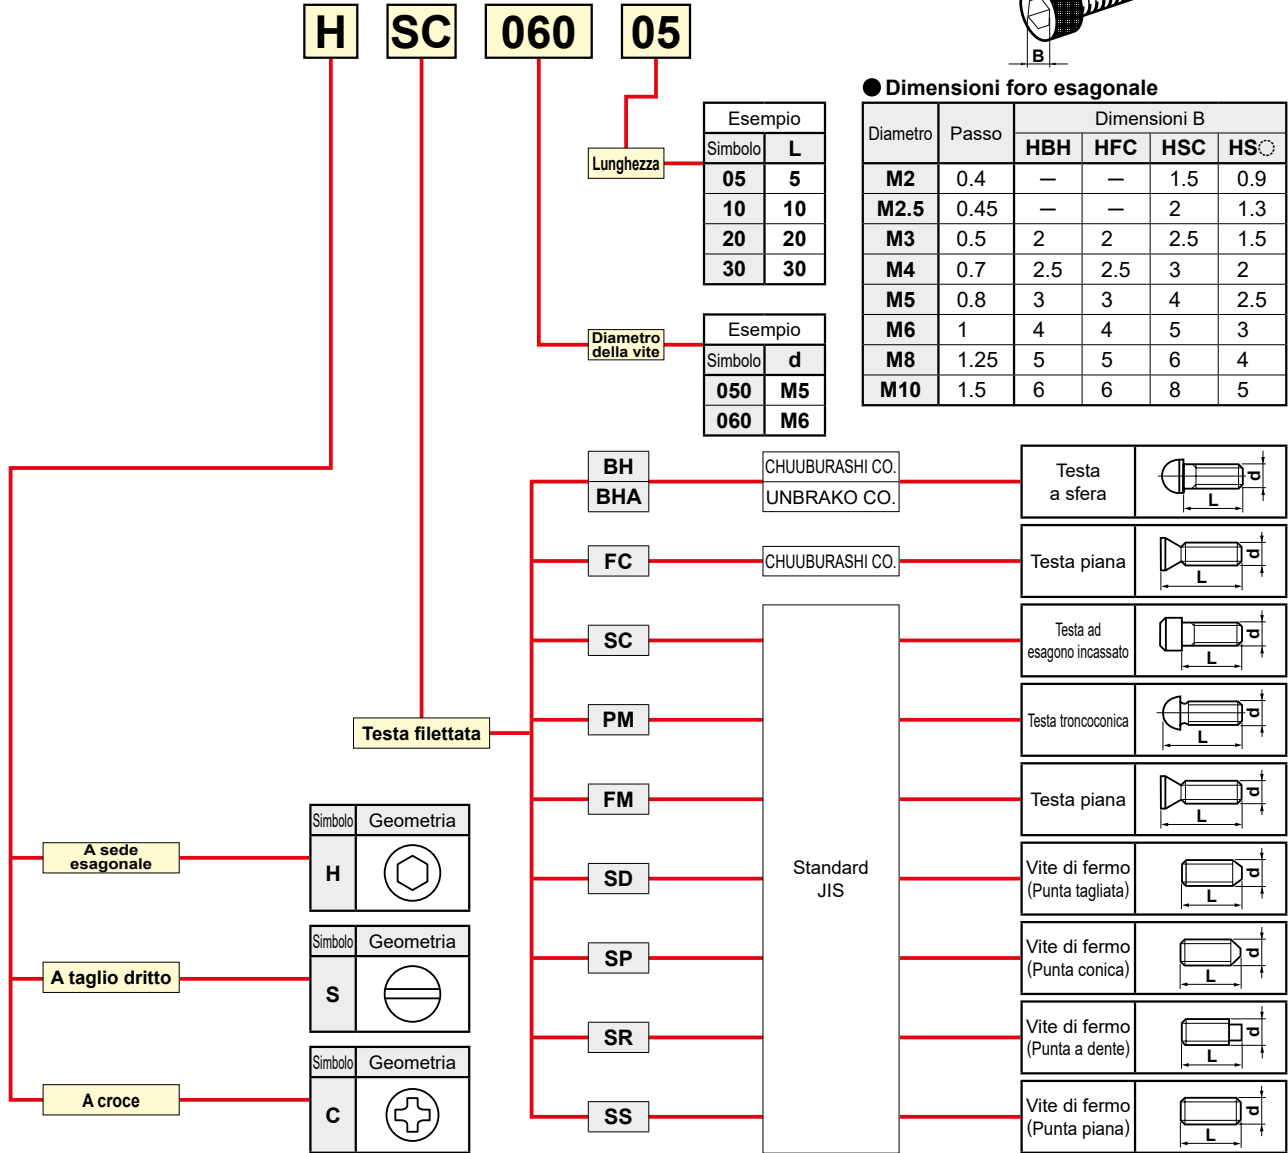 H SC 060 05
B
● Dimensioni foro esagonale
Diametro Passo Dimensioni B
HBH HFC HSC HS◌
M2 0.4 — — 1.5 0.9
M2.5 0.45 — — 2 1.3
M3 0.5 2 2 2.5 1.5
M4 0.7 2.5 2.5 3 2
M5 0.8 3 3 4 2.5
M6 1 4 4 5 3
M8 1.25 5 5 6 4
M10 1.5 6 6 8 5
Lunghezza
Esempio
Simbolo L
05 5
10 10
20 20
30 30
Diametro
della vite
Esempio
Simbolo d
050 M5
060 M6
Testa filettata
BH CHUUBURASHI CO.
BHA UNBRAKO CO.
Testa
a sfera
L d
FC CHUUBURASHI CO. Testa piana
L d
SC
Testa ad
esagono incassato
L d
PM Testa troncoconica
L d
FM Testa piana
L d
Standard
JIS
SD
Vite di fermo
(Punta tagliata)
L d
SP
Vite di fermo
(Punta conica)
L d
SR
Vite di fermo
(Punta a dente)
L d
SS
Vite di fermo
(Punta piana)
L d
A sede
esagonale
Simbolo Geometria
H
A taglio dritto
Simbolo Geometria
S
A croce
Simbolo Geometria
C